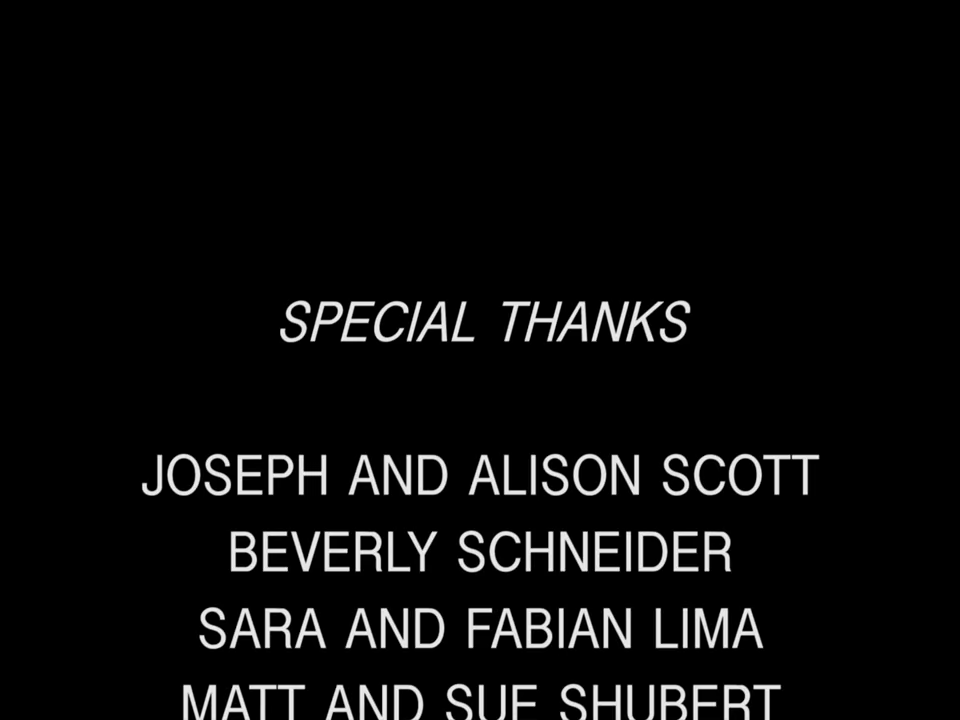 SPECIAL THANKS
JOSEPH AND ALISON SCOTT
BEVERLY SCHNEIDER
SARA AND FABIAN LIMA
MATT AND SUE SHUBERT